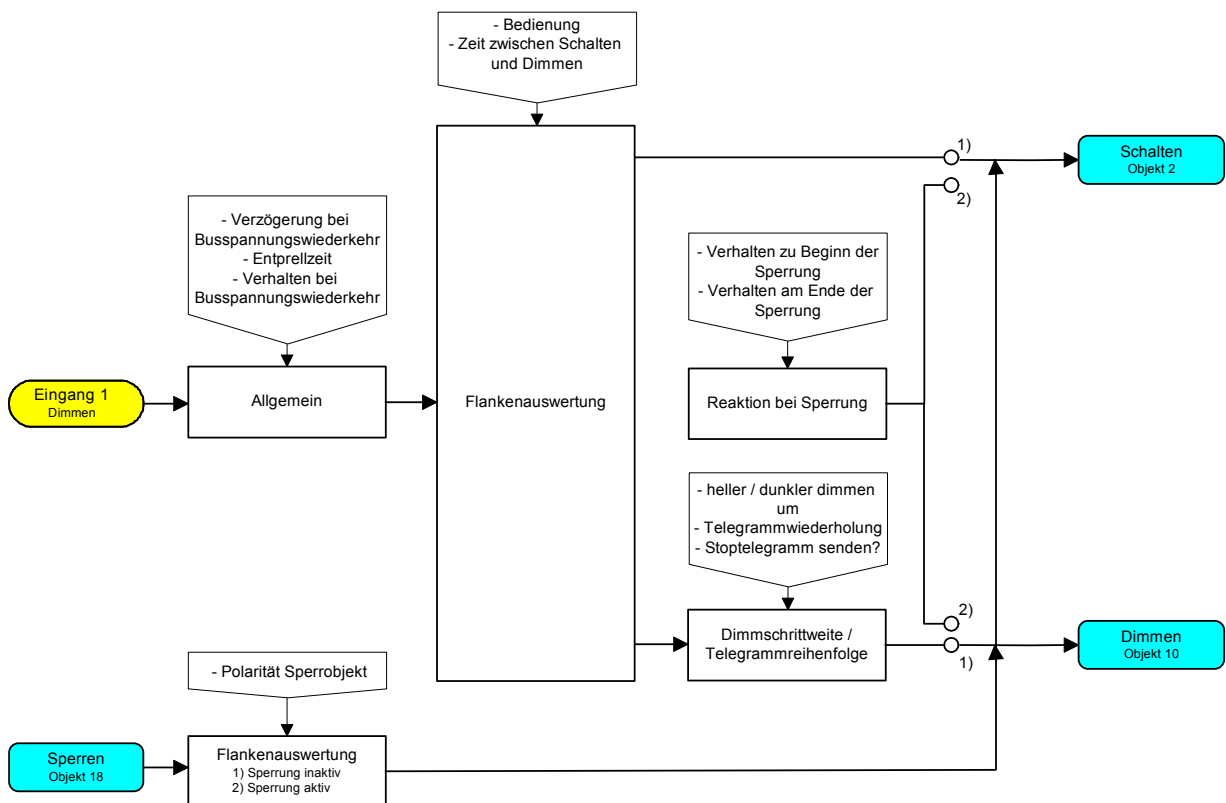 - Bedienung
- Zeit zwischen Schalten
und Dimmen
1)
Schalten
Objekt 2
2)
- Verzögerung bei
Busspannungswiederkehr
- Entprellzeit
- Verhalten bei
Busspannungswiederkehr
- Verhalten zu Beginn der
Sperrung
- Verhalten am Ende der
Sperrung
Eingang 1
Dimmen
Allgemein
Flankenauswertung
Reaktion bei Sperrung
- heller / dunkler dimmen
um
- Telegrammwiederholung
- Stoptelegramm senden?
2)
Dimmschrittweite /
Telegrammreihenfolge
1)
Dimmen
Objekt 10
- Polarität Sperrobjekt
Sperren
Objekt 18
Flankenauswertung
1) Sperrung inaktiv
2) Sperrung aktiv